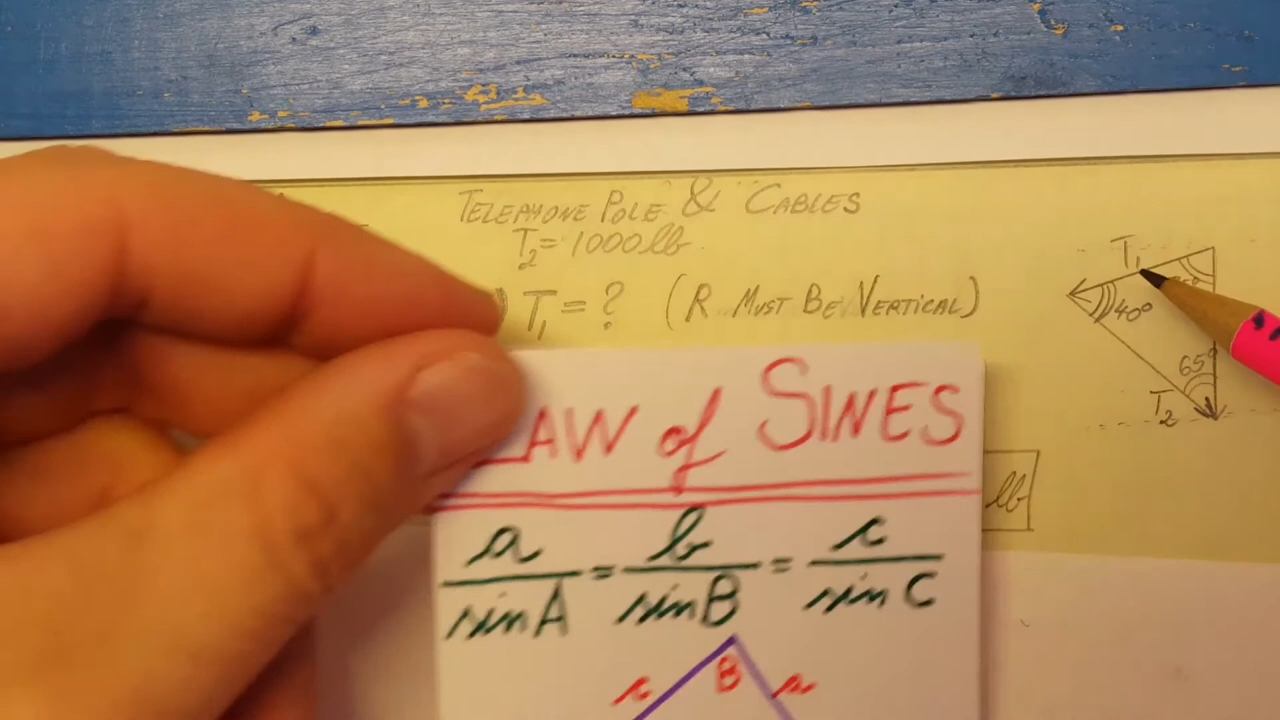 TELEPHONE POLE & CABLES
T₂ = 1000 lb
) T₁ = ? (R MUST BE VERTICAL)
T₁
40°
65°
T₂
lb
LAW of SINES
a/sinA = b/sinB = c/sinC
c B a